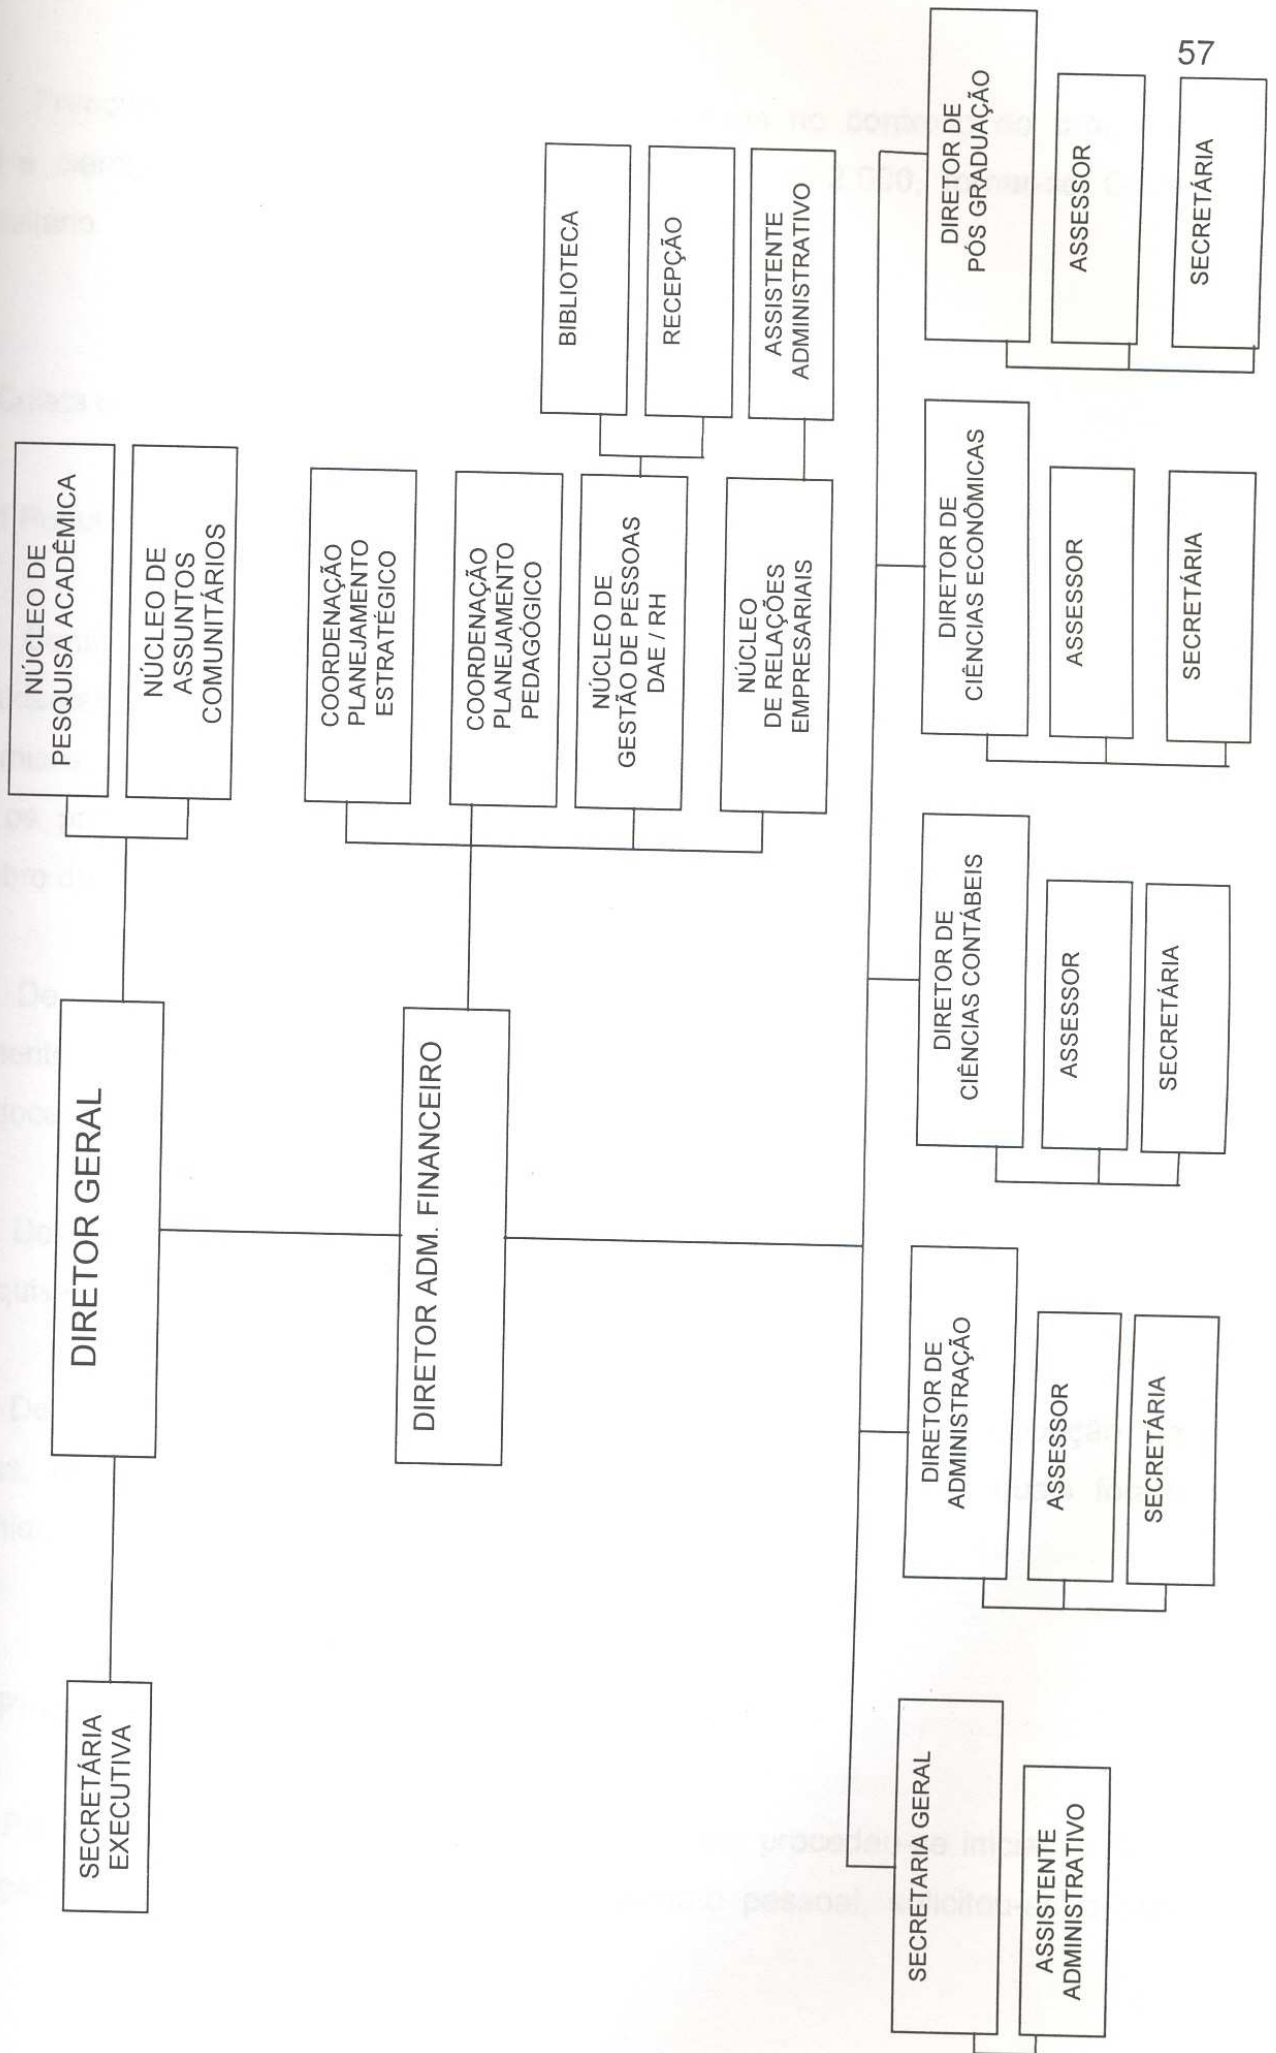 57
SECRETÁRIA
EXECUTIVA
DIRETOR GERAL
NÚCLEO DE
PESQUISA ACADÊMICA
NÚCLEO DE
ASSUNTOS
COMUNITÁRIOS
DIRETOR ADM. FINANCEIRO
COORDENAÇÃO
PLANEJAMENTO
ESTRATÉGICO
COORDENAÇÃO
PLANEJAMENTO
PEDAGÓGICO
NÚCLEO DE
GESTÃO DE PESSOAS
DAE / RH
NÚCLEO
DE RELAÇÕES
EMPRESARIAIS
BIBLIOTECA
RECEPÇÃO
ASSISTENTE
ADMINISTRATIVO
SECRETARIA GERAL
ASSISTENTE
ADMINISTRATIVO
DIRETOR DE
ADMINISTRAÇÃO
ASSESSOR
SECRETÁRIA
DIRETOR DE
CIÊNCIAS CONTÁBEIS
ASSESSOR
SECRETÁRIA
DIRETOR DE
CIÊNCIAS ECONÔMICAS
ASSESSOR
SECRETÁRIA
DIRETOR DE
PÓS GRADUAÇÃO
ASSESSOR
SECRETÁRIA